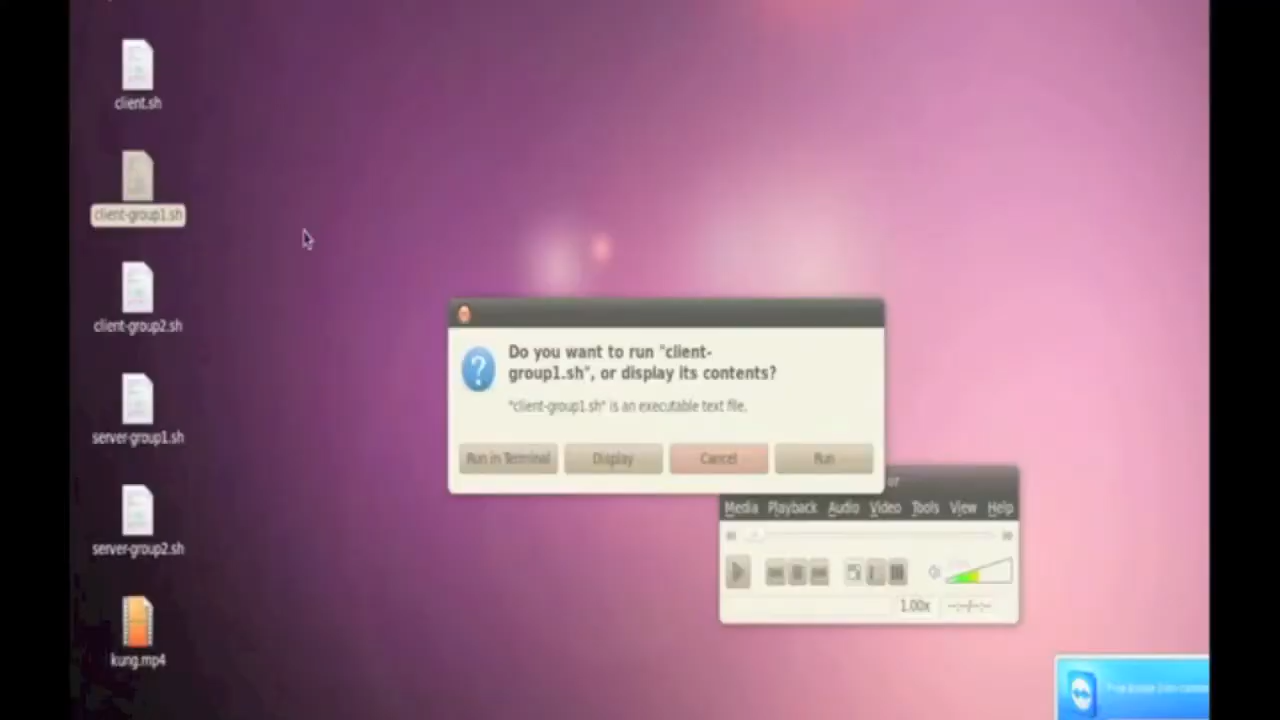 client.sh
client-group1.sh
client-group2.sh
server-group1.sh
server-group2.sh
kung.mp4
Do you want to run "client-
group1.sh", or display its contents?
"client-group1.sh" is an executable text file.
Run in Terminal Display Cancel Run
or
Media Playback Audio Video Tools View Help
1.00x --:--/--:--